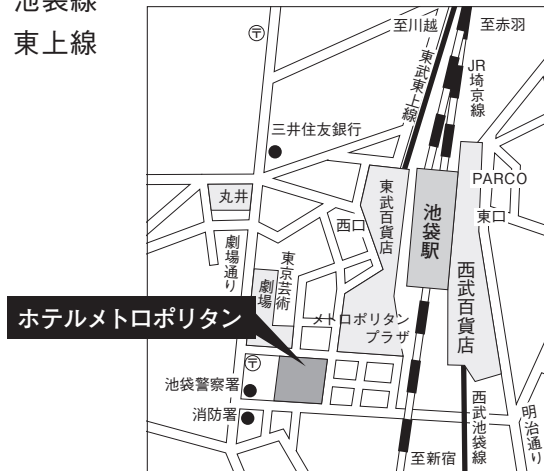 池袋線
東上線
至川越
至赤羽
東武東上線
JR埼京線
〒
三井住友銀行
丸井
PARCO
東武百貨店
池袋駅
西口
東口
劇場通り
東京芸術
劇場
西武百貨店
ホテルメトロポリタン
メトロポリタン
プラザ
〒
池袋警察署
消防署
西武池袋線
明治通り
至新宿